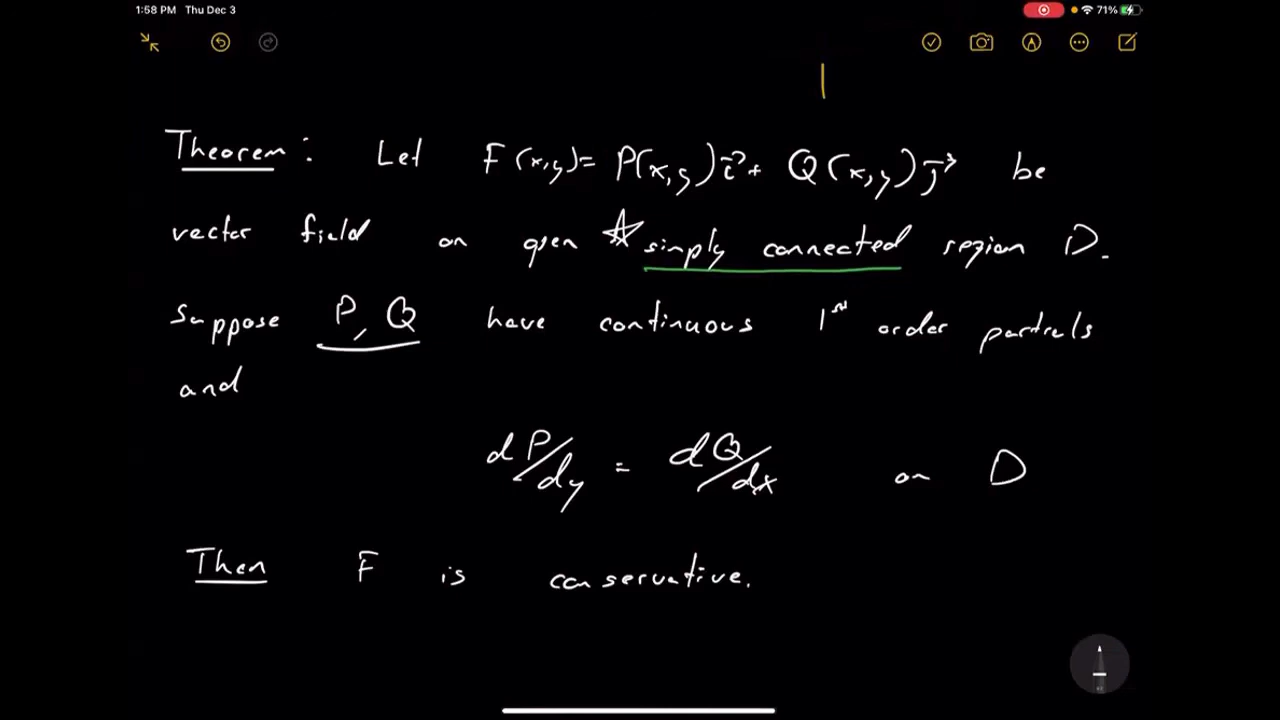 1:58 PM Thu Dec 3
71%
Theorem: Let F(x,y)= P(x,y)i⃗ + Q(x,y)j⃗ be
vector field on open ☆simply connected region D.
Suppose P, Q have continuous 1st order partials
and
dP/dy = dQ/dx on D
Then F is conservative.